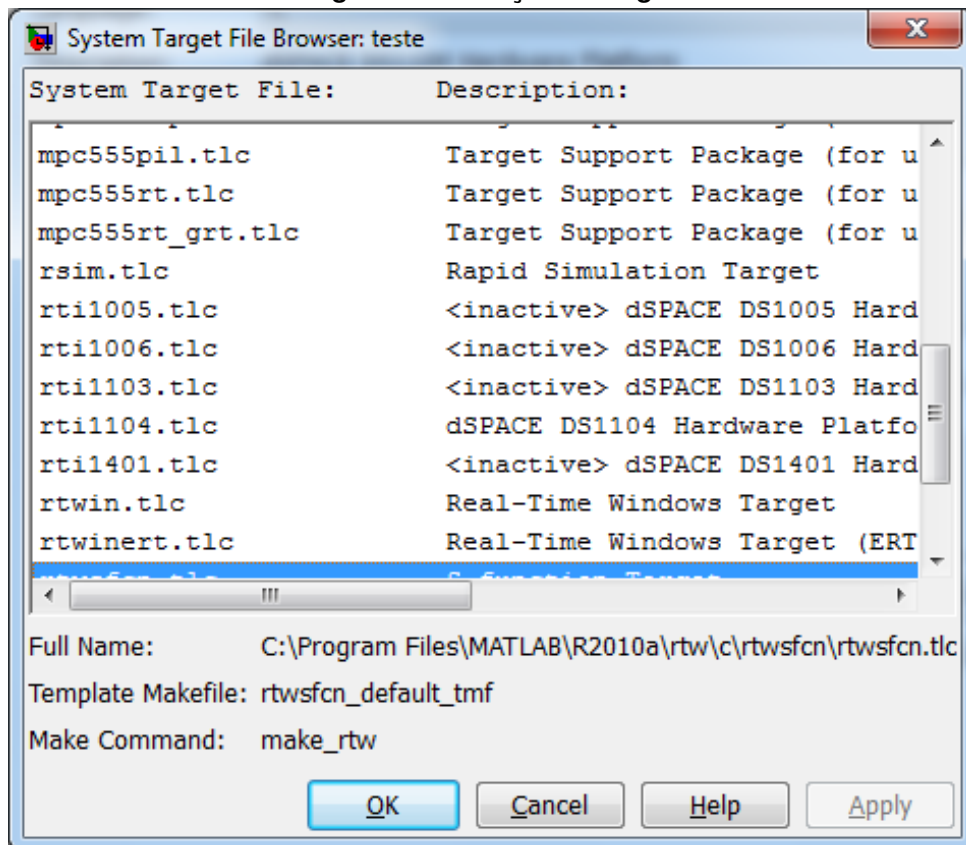 System Target File Browser: teste
System Target File: Description:
mpc555pil.tlc Target Support Package (for u
mpc555rt.tlc Target Support Package (for u
mpc555rt_grt.tlc Target Support Package (for u
rsim.tlc Rapid Simulation Target
rti1005.tlc <inactive> dSPACE DS1005 Hard
rti1006.tlc <inactive> dSPACE DS1006 Hard
rti1103.tlc <inactive> dSPACE DS1103 Hard
rti1104.tlc dSPACE DS1104 Hardware Platfo
rti1401.tlc <inactive> dSPACE DS1401 Hard
rtwin.tlc Real-Time Windows Target
rtwinert.tlc Real-Time Windows Target (ERT
rtwsfcn.tlc S-function Target
Full Name: C:\Program Files\MATLAB\R2010a\rtw\c\rtwsfcn\rtwsfcn.tlc
Template Makefile: rtwsfcn_default_tmf
Make Command: make_rtw
OK Cancel Help Apply